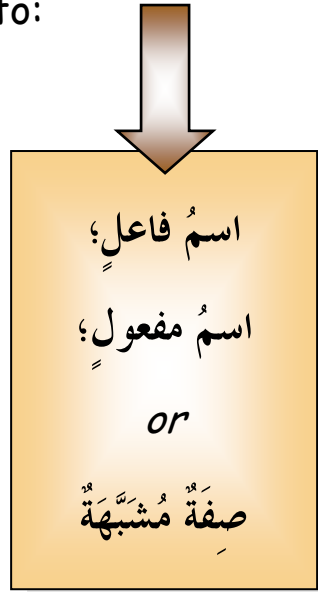 to:
اسمُ فاعلٍ؛
اسمُ مفعولٍ؛
or
صِفَةٌ مُشَبَّهَةٌ